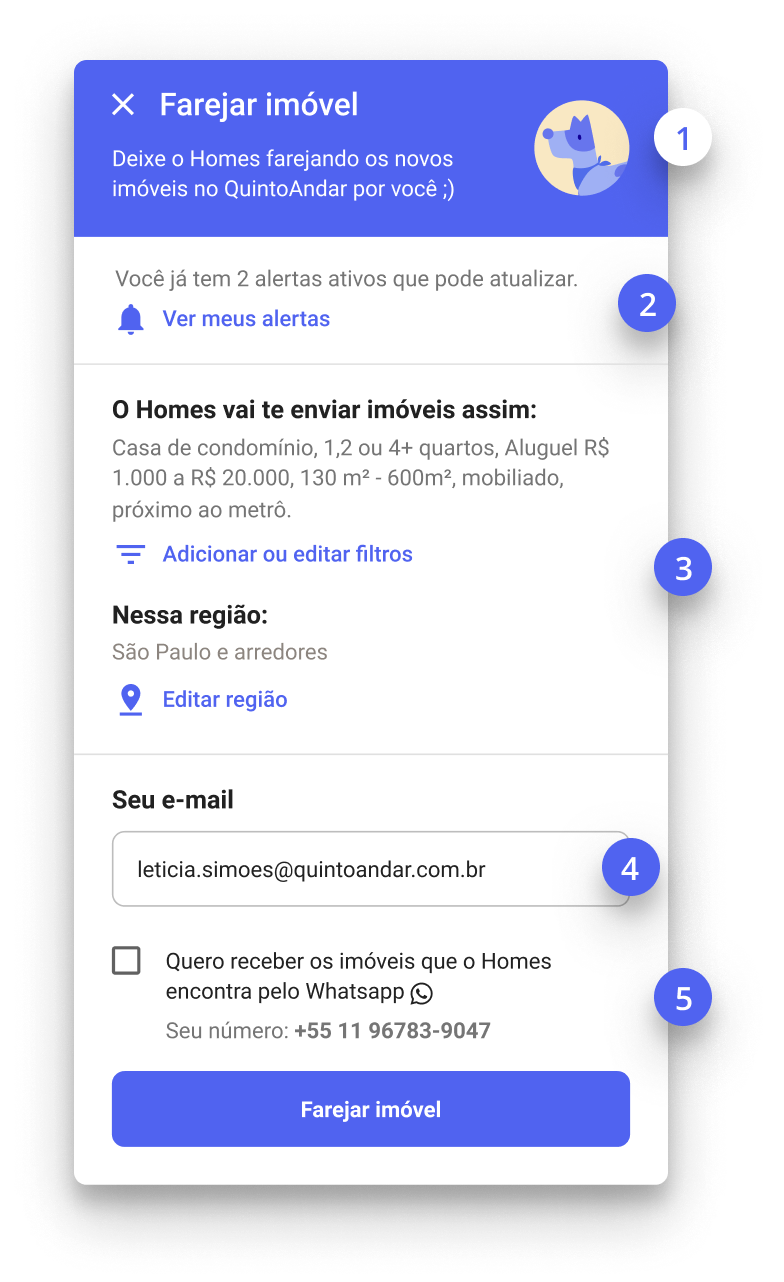 Farejar imóvel
Deixe o Homes farejando os novos
imóveis no QuintoAndar por você ;)
1
Você já tem 2 alertas ativos que pode atualizar.
2
Ver meus alertas
O Homes vai te enviar imóveis assim:
Casa de condomínio, 1,2 ou 4+ quartos, Aluguel R$
1.000 a R$ 20.000, 130 m² - 600m², mobiliado,
próximo ao metrô.
Adicionar ou editar filtros
3
Nessa região:
São Paulo e arredores
Editar região
Seu e-mail
leticia.simoes@quintoandar.com.br
4
Quero receber os imóveis que o Homes
encontra pelo Whatsapp
5
Seu número: +55 11 96783-9047
Farejar imóvel